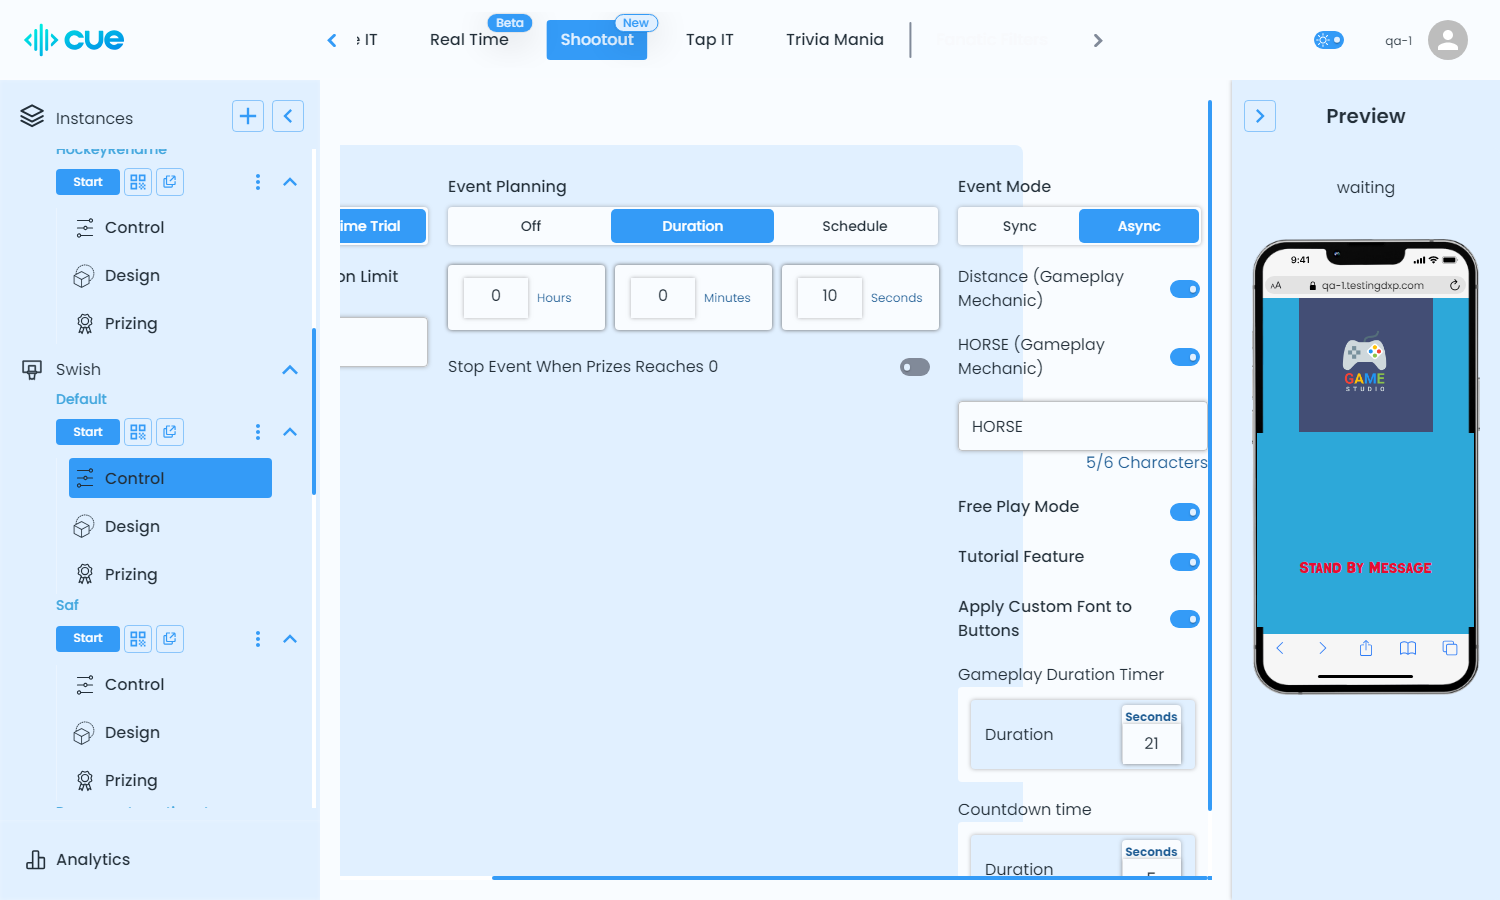 cue
e IT
Real Time
Beta
Shootout
New
Tap IT
Trivia Mania
qa-1
Instances
HockeyRename
Start
Control
Design
Prizing
Swish
Default
Start
Control
Design
Prizing
Saf
Start
Control
Design
Prizing
Analytics
ime Trial
on Limit
Event Planning
Off
Duration
Schedule
0
Hours
0
Minutes
10
Seconds
Stop Event When Prizes Reaches 0
Event Mode
Sync
Async
Distance (Gameplay
Mechanic)
HORSE (Gameplay
Mechanic)
HORSE
5/6 Characters
Free Play Mode
Tutorial Feature
Apply Custom Font to
Buttons
Gameplay Duration Timer
Duration
Seconds
21
Countdown time
Duration
Seconds
Preview
waiting
9:41
AA
qa-1.testingdxp.com
GAME
STUDIO
Stand By Message